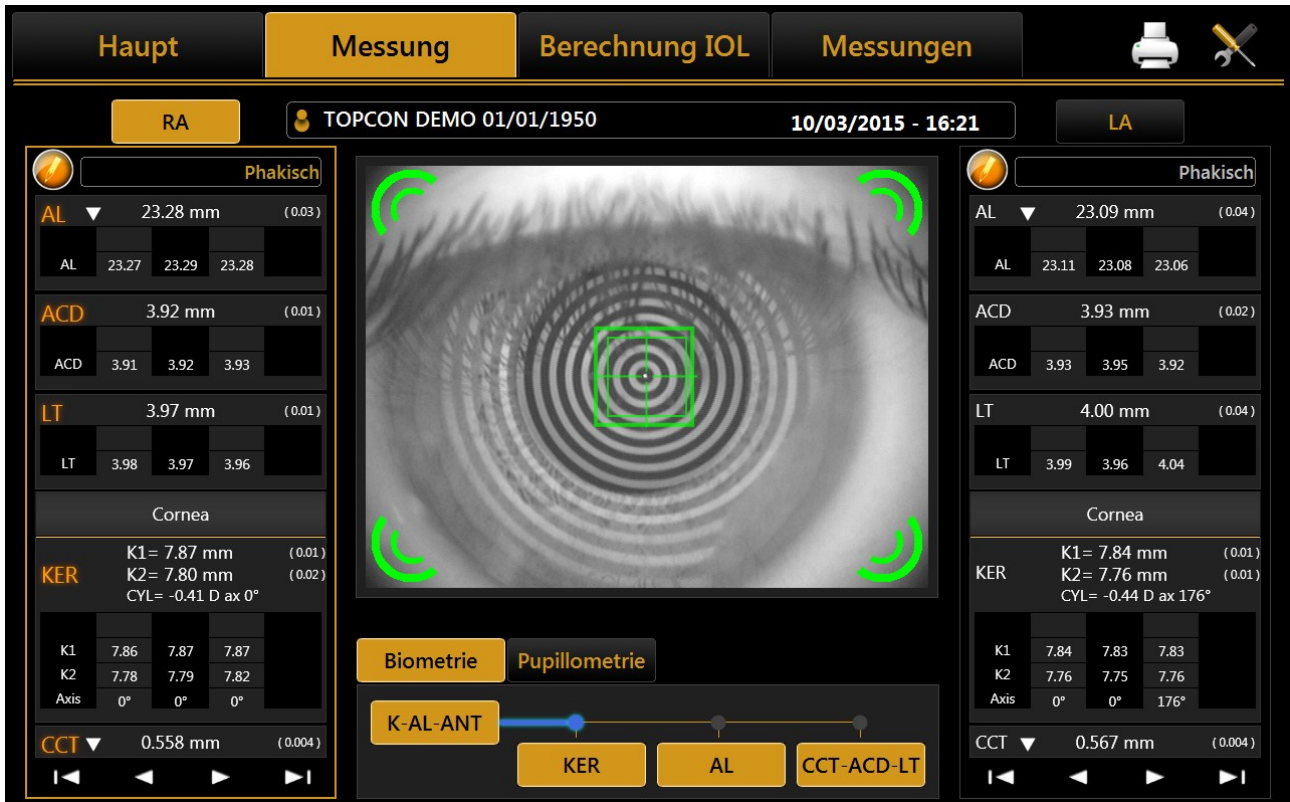 Haupt
Messung
Berechnung IOL
Messungen
RA
TOPCON DEMO 01/01/1950 10/03/2015 - 16:21
LA
Phakisch
AL 23.28 mm (0.03)
AL 23.27 23.29 23.28
ACD 3.92 mm (0.01)
ACD 3.91 3.92 3.93
LT 3.97 mm (0.01)
LT 3.98 3.97 3.96
Cornea
K1= 7.87 mm (0.01)
KER K2= 7.80 mm (0.02)
CYL= -0.41 D ax 0°
K1 7.86 7.87 7.87
K2 7.78 7.79 7.82
Axis 0° 0° 0°
CCT 0.558 mm (0.004)
Biometrie
Pupillometrie
K-AL-ANT
KER
AL
CCT-ACD-LT
Phakisch
AL 23.09 mm (0.04)
AL 23.11 23.08 23.06
ACD 3.93 mm (0.02)
ACD 3.93 3.95 3.92
LT 4.00 mm (0.04)
LT 3.99 3.96 4.04
Cornea
K1= 7.84 mm (0.01)
KER K2= 7.76 mm (0.01)
CYL= -0.44 D ax 176°
K1 7.84 7.83 7.83
K2 7.76 7.75 7.76
Axis 0° 0° 176°
CCT 0.567 mm (0.004)